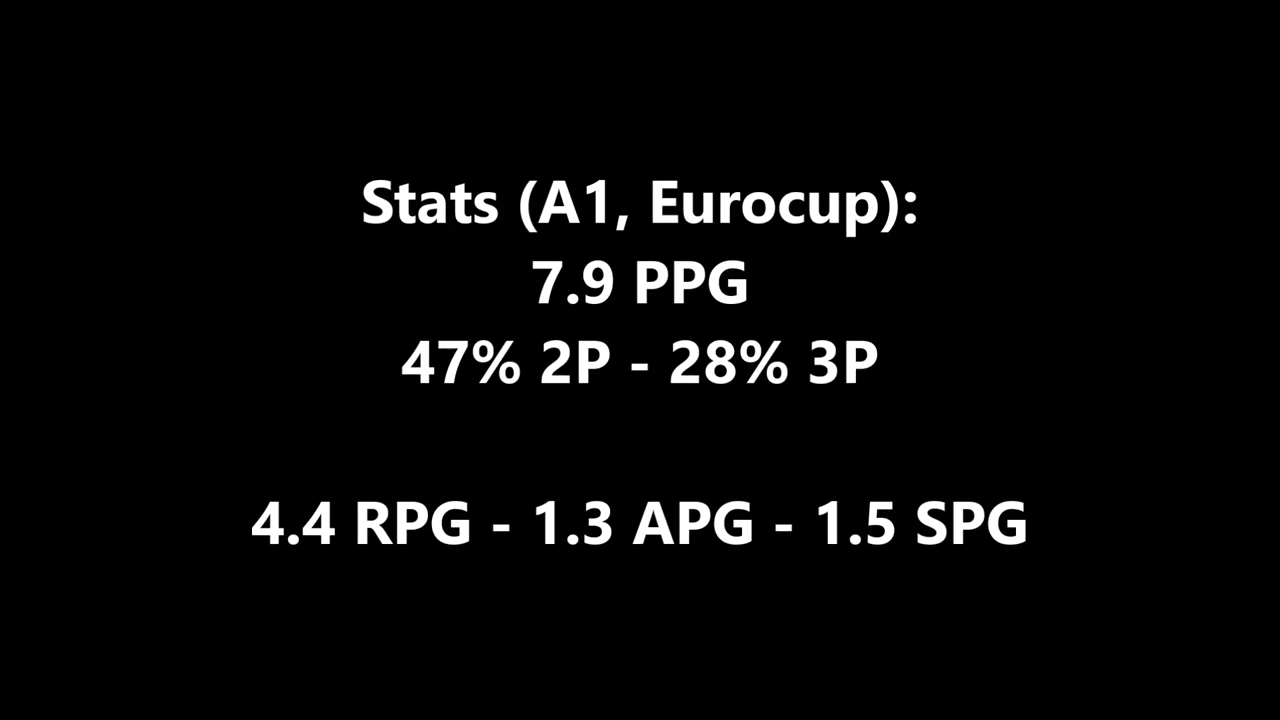 Stats (A1, Eurocup):
7.9 PPG
47% 2P - 28% 3P
4.4 RPG - 1.3 APG - 1.5 SPG